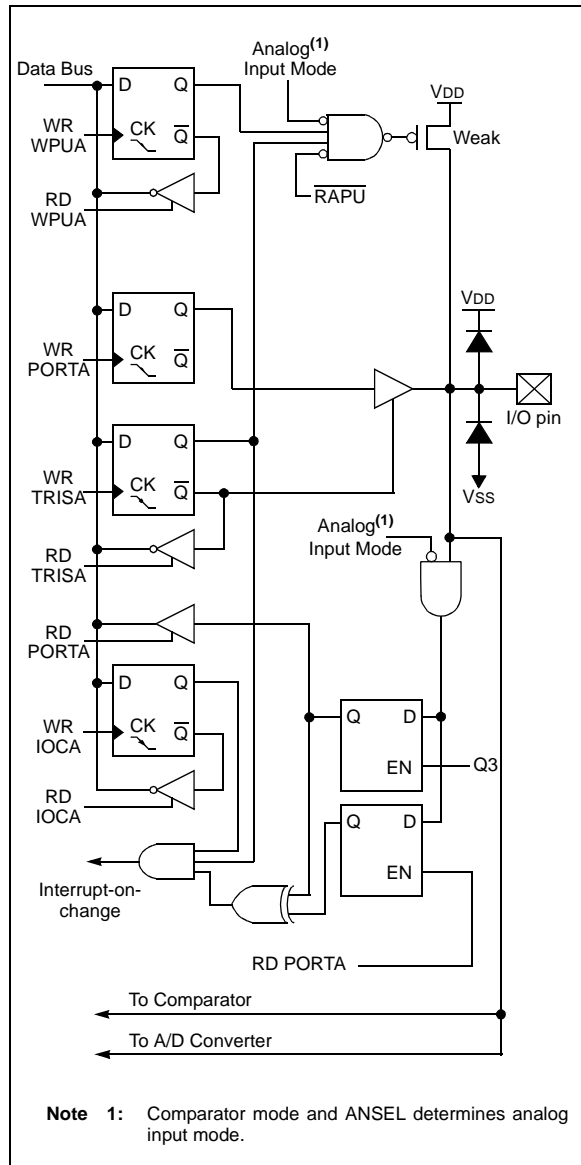 Analog(1)
Input Mode
Data Bus
D Q
VDD
WR
WPUA
CK Q
Weak
RD
WPUA
RAPU
D Q
VDD
WR
PORTA
CK Q
I/O pin
D Q
WR
TRISA
CK Q
VSS
Analog(1)
Input Mode
RD
TRISA
RD
PORTA
D Q
Q D
WR
IOCA
CK Q
EN
Q3
RD
IOCA
Q D
EN
Interrupt-on-
change
RD PORTA
To Comparator
To A/D Converter
Note 1: Comparator mode and ANSEL determines analog
input mode.